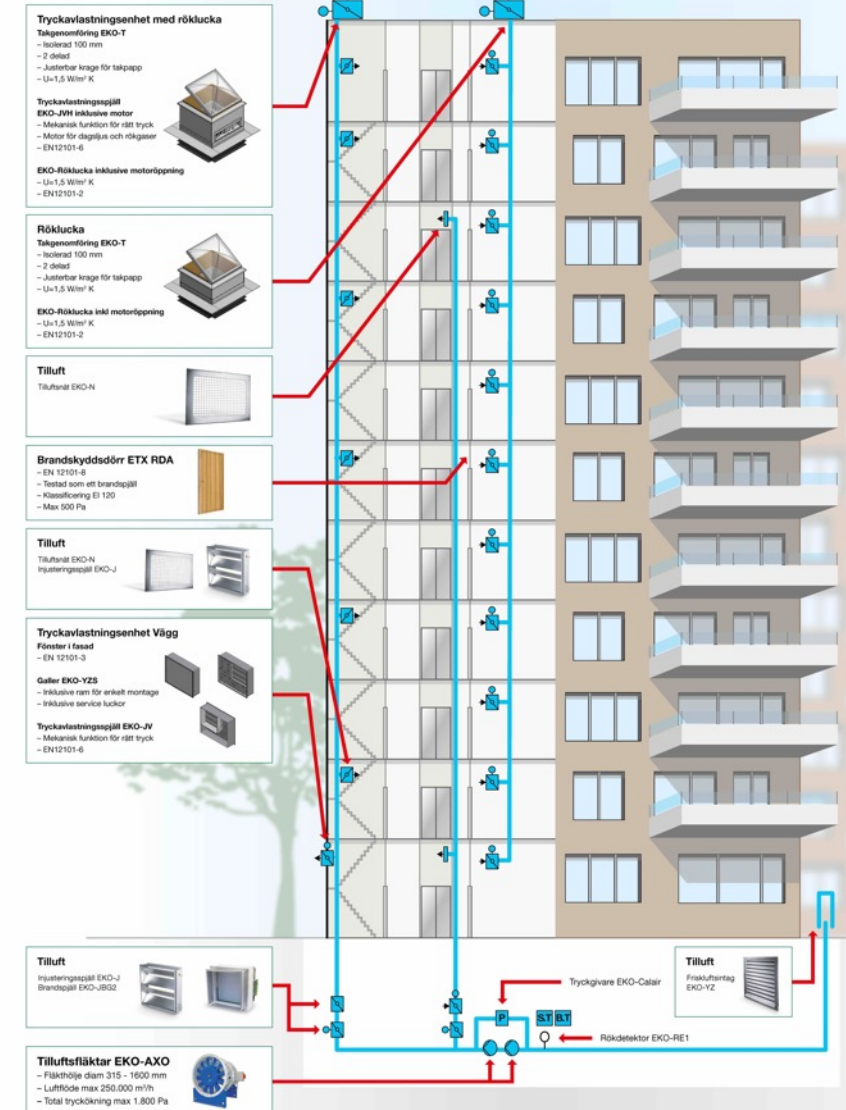 Tryckavlastningsenhet med röklucka
Takgenomföring EKO-T
– Isolerad 100 mm
– 2 delad
– Justerbar krage för takpapp
– U=1,5 W/m² K
Tryckavlastningsspjäll
EKO-JVH inklusive motor
– Mekanisk funktion för rätt tryck
– Motor för dagsljus och rökgaser
– EN12101-6
EKO-Röklucka inklusive motoröppning
– U=1,5 W/m² K
– EN12101-2
Röklucka
Takgenomföring EKO-T
– Isolerad 100 mm
– 2 delad
– Justerbar krage för takpapp
– U=1,5 W/m² K
EKO-Röklucka inkl motoröppning
– U=1,5 W/m² K
– EN12101-2
Tilluft
Tilluftsnät EKO-N
Brandskyddsdörr ETX RDA
– EN 12101-6
– Testad som ett brandspjäll
– Klassificering EI 120
– Max 500 Pa
Tilluft
Tilluftsnät EKO-N
Injusteringsspjäll EKO-J
Tryckavlastningsenhet Vägg
Fönster i fasad
– EN 12101-3
Galler EKO-YZS
– Inklusive ram för enkelt montage
– Inklusive service luckor
Tryckavlastningsspjäll EKO-JV
– Mekanisk funktion för rätt tryck
– EN12101-6
Tilluft
Injusteringsspjäll EKO-J
Brandspjäll EKO-JBG2
Tryckgivare EKO-Calair
Tilluft
Friskluftsintag
EKO-YZ
P
S.T B.T
Rökdetektor EKO-RE1
Tilluftsfläktar EKO-AXO
– Fläkthölje diam 315 - 1600 mm
– Luftflöde max 250.000 m³/h
– Total tryckökning max 1.800 Pa